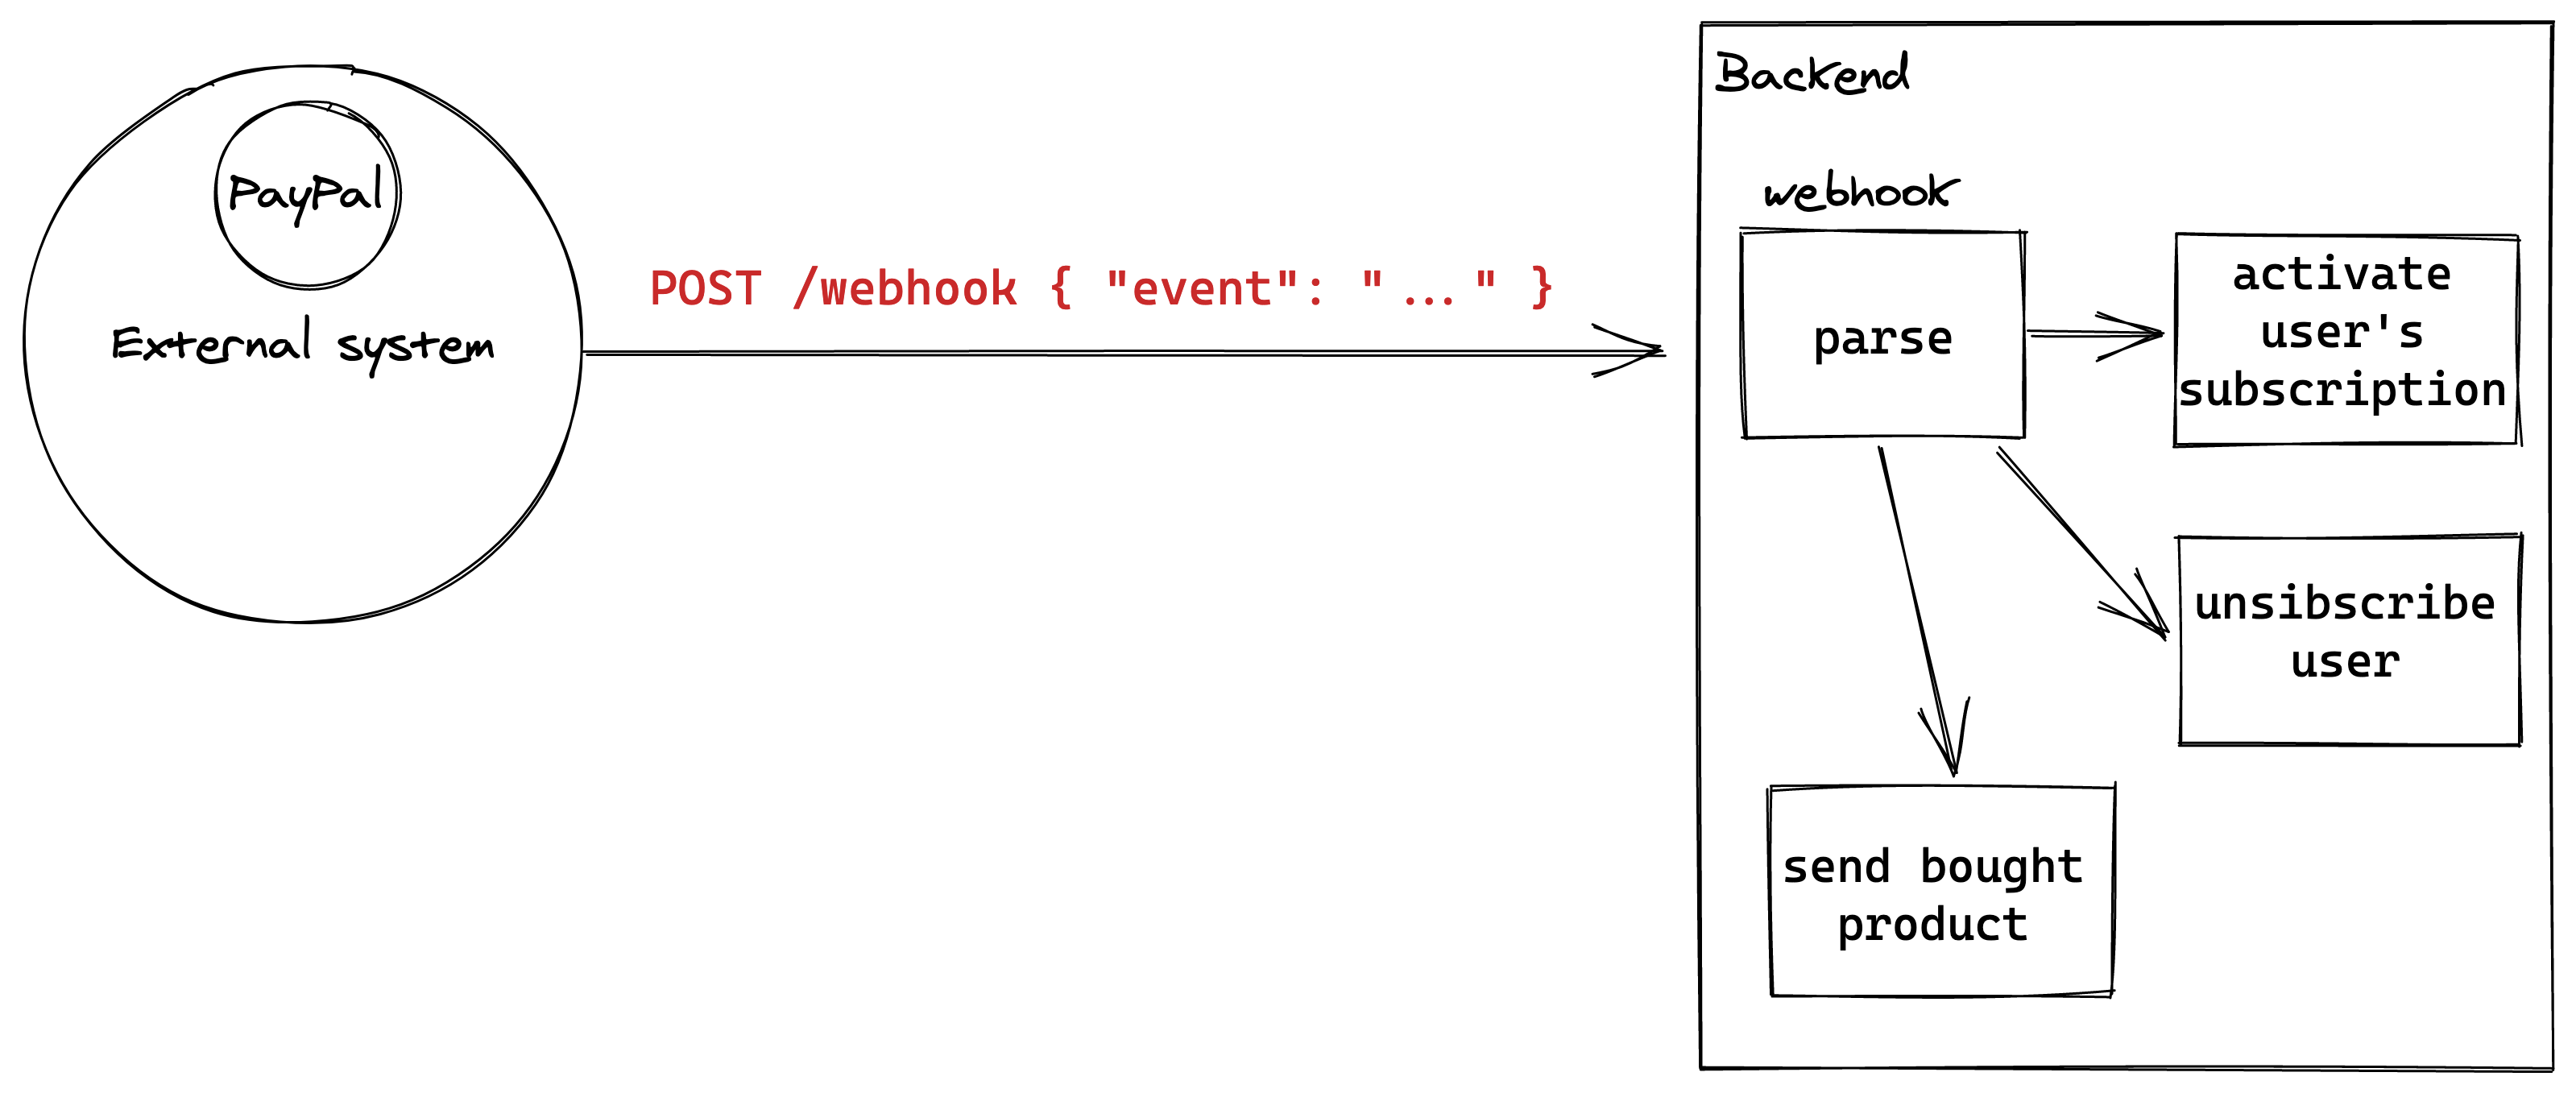 PayPal
External system
POST /webhook { "event": "..." }
Backend
webhook
parse
activate
user's
subscription
unsibscribe
user
send bought
product